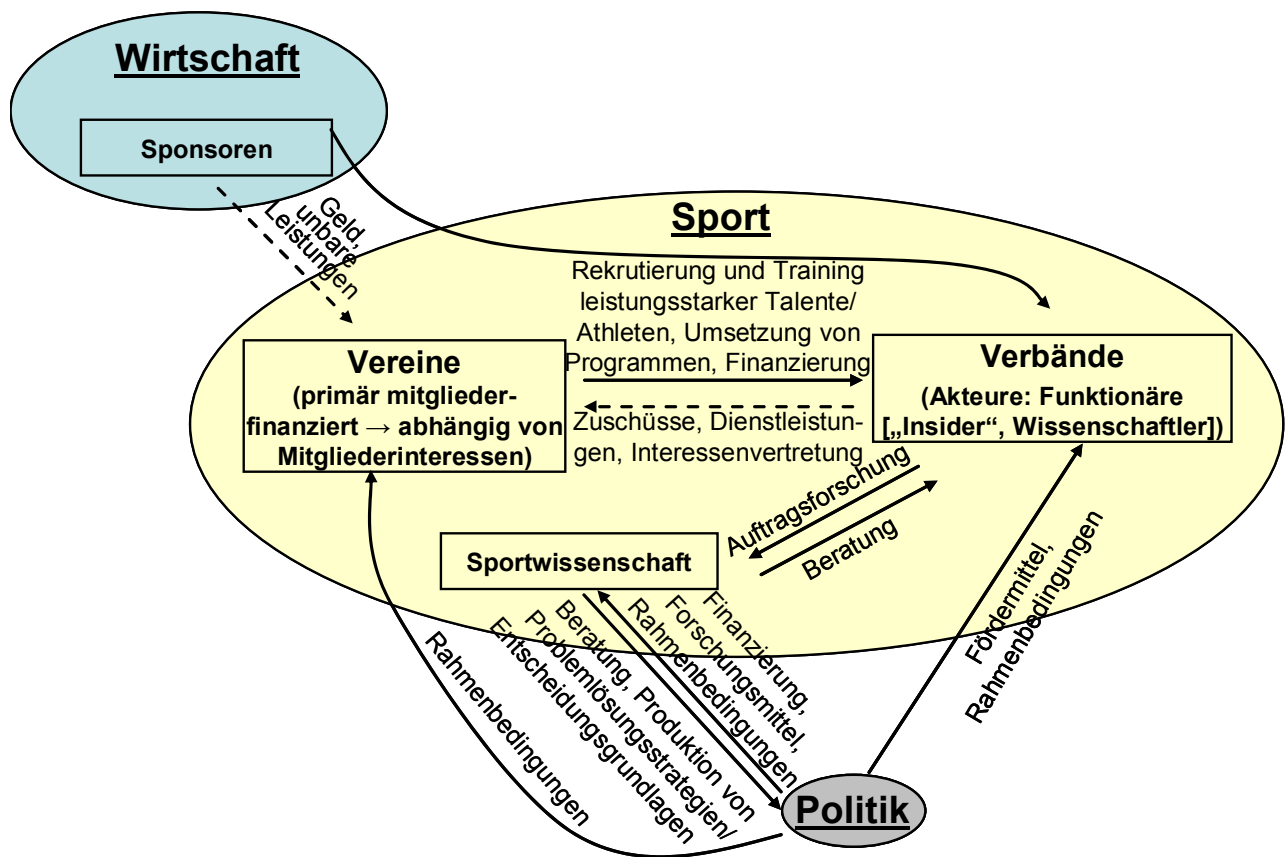 Wirtschaft
Sponsoren
Geld,
unbare
Leistungen
Sport
Rekrutierung und Training
leistungsstarker Talente/
Athleten, Umsetzung von
Programmen, Finanzierung
Vereine
(primär mitglieder-
finanziert → abhängig von
Mitgliederinteressen)
Verbände
(Akteure: Funktionäre
[„Insider“, Wissenschaftler])
Zuschüsse, Dienstleistun-
gen, Interessenvertretung
Auftragsforschung
Beratung
Sportwissenschaft
Finanzierung,
Forschungsmittel,
Rahmenbedingungen
Beratung, Produktion von
Problemlösungsstrategien/
Entscheidungsgrundlagen
Rahmenbedingungen
Fördermittel,
Rahmenbedingungen
Politik